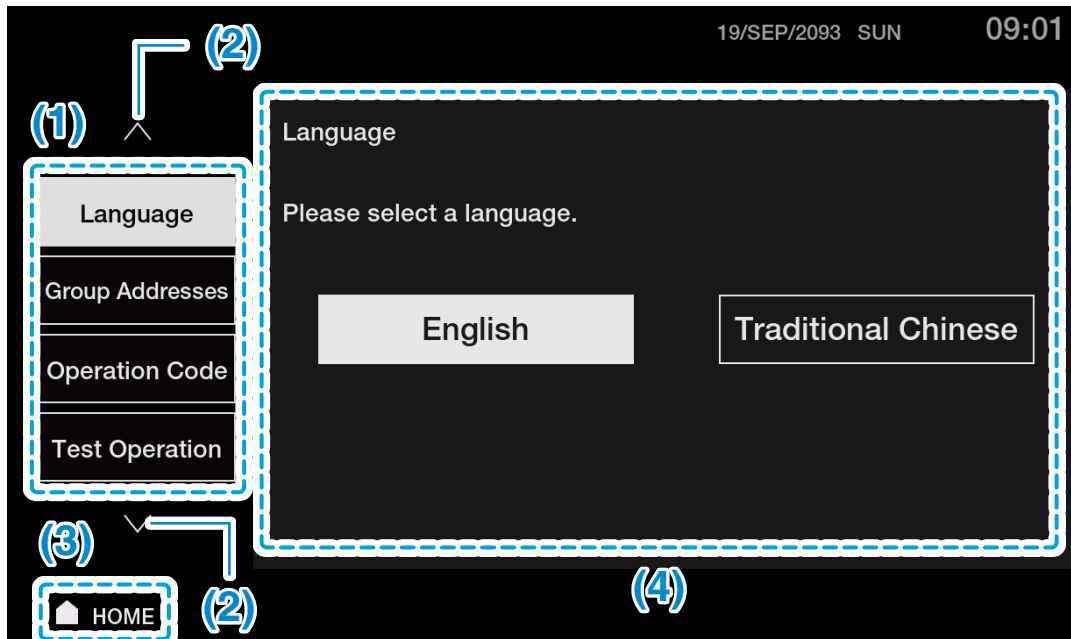 (2)
19/SEP/2093 SUN 09:01
(1)
Language
Please select a language.
Language
Group Addresses
Operation Code
Test Operation
English
Traditional Chinese
(3)
(2)
(4)
HOME